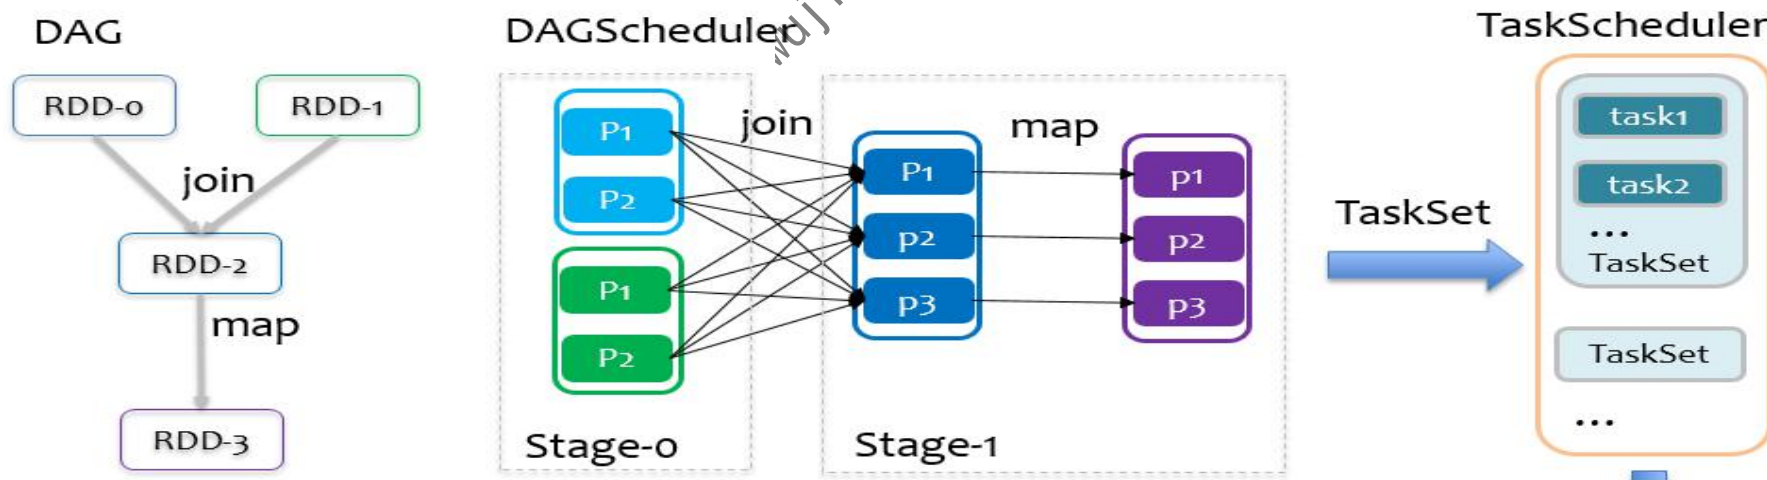 DAG
RDD-0
RDD-1
join
RDD-2
map
RDD-3
DAGScheduler
P1
P2
P1
P2
Stage-0
join
P1
p2
p3
map
p1
p2
p3
Stage-1
TaskSet
TaskScheduler
task1
task2
...
TaskSet
TaskSet
...